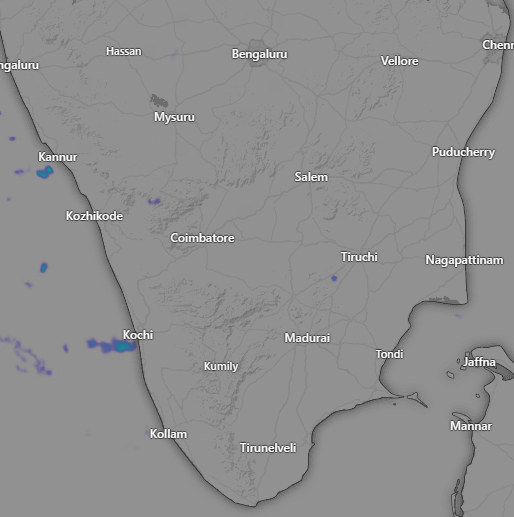 Hassan
Bengaluru
Chenn
ngaluru
Vellore
Mysuru
Kannur
Puducherry
Salem
Kozhikode
Coimbatore
Tiruchi
Nagapattinam
Kochi
Madurai
Tondi
Kumily
Jaffna
Mannar
Kollam
Tirunelveli